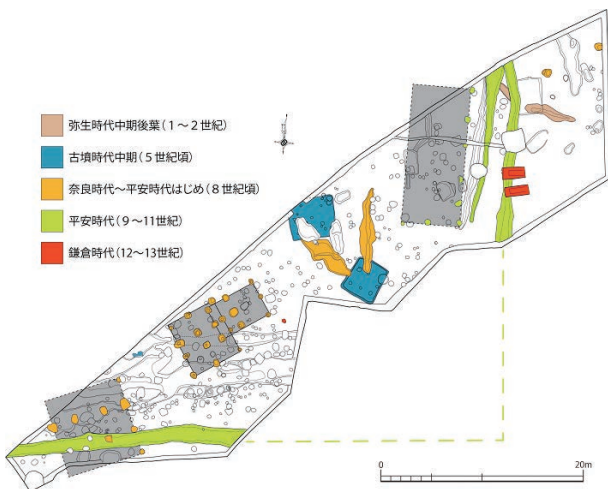 弥生時代中期後葉（1～2世紀）
古墳時代中期（5世紀頃）
奈良時代～平安時代はじめ（8世紀頃）
平安時代（9～11世紀）
鎌倉時代（12～13世紀）
0 20m